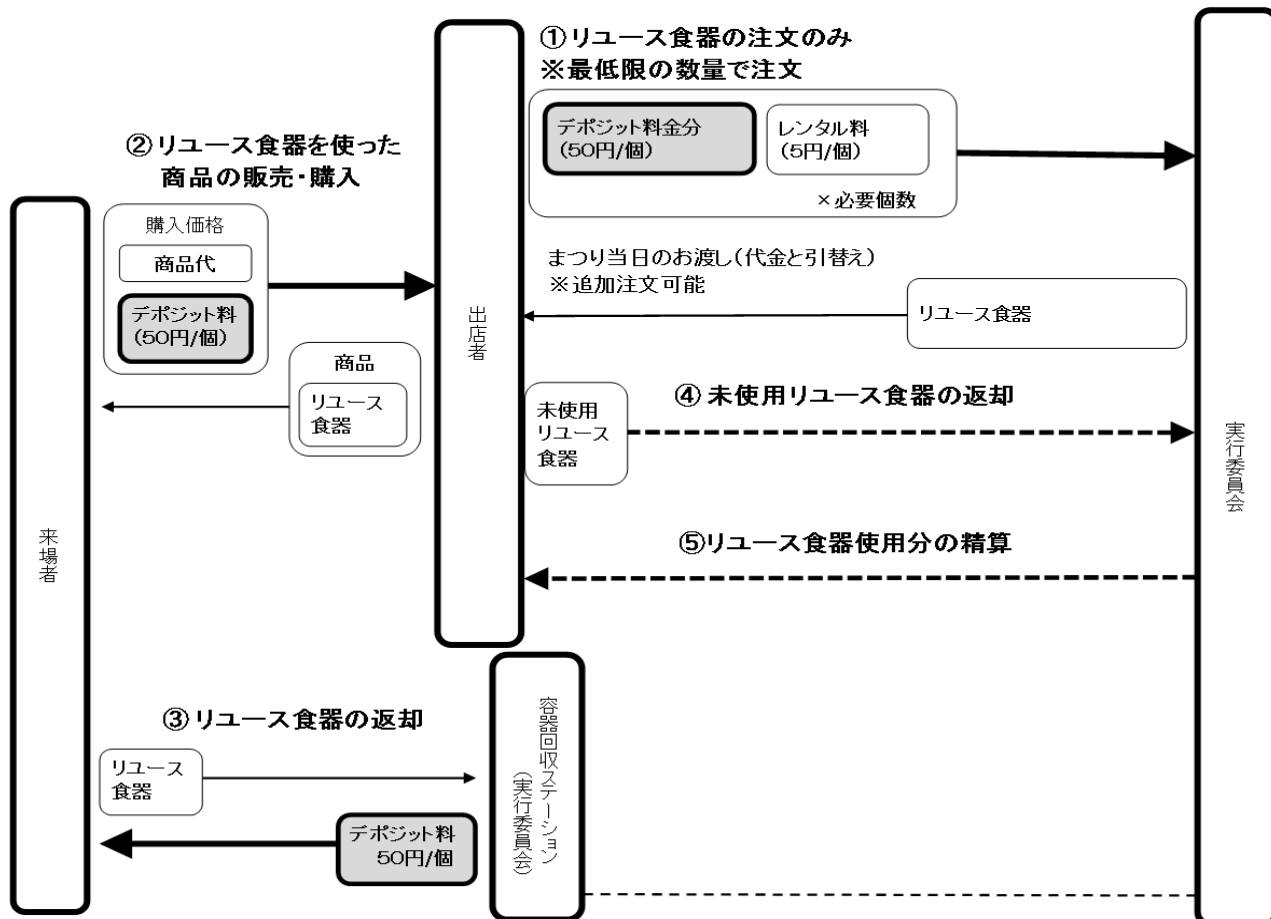 ① リユース食器の注文のみ
※最低限の数量で注文
デポジット料金分
(50円/個)
レンタル料
(5円/個)
×必要個数
② リユース食器を使った
商品の販売・購入
購入価格
商品代
デポジット料
(50円/個)
まつり当日のお渡し(代金と引替え)
※追加注文可能
リユース食器
出店者
商品
リユース
食器
④ 未使用リユース食器の返却
未使用
リユース
食器
実行委員会
来場者
⑤リユース食器使用分の精算
③ リユース食器の返却
リユース
食器
デポジット料
50円/個
容器回収ステーション
(実行委員会)